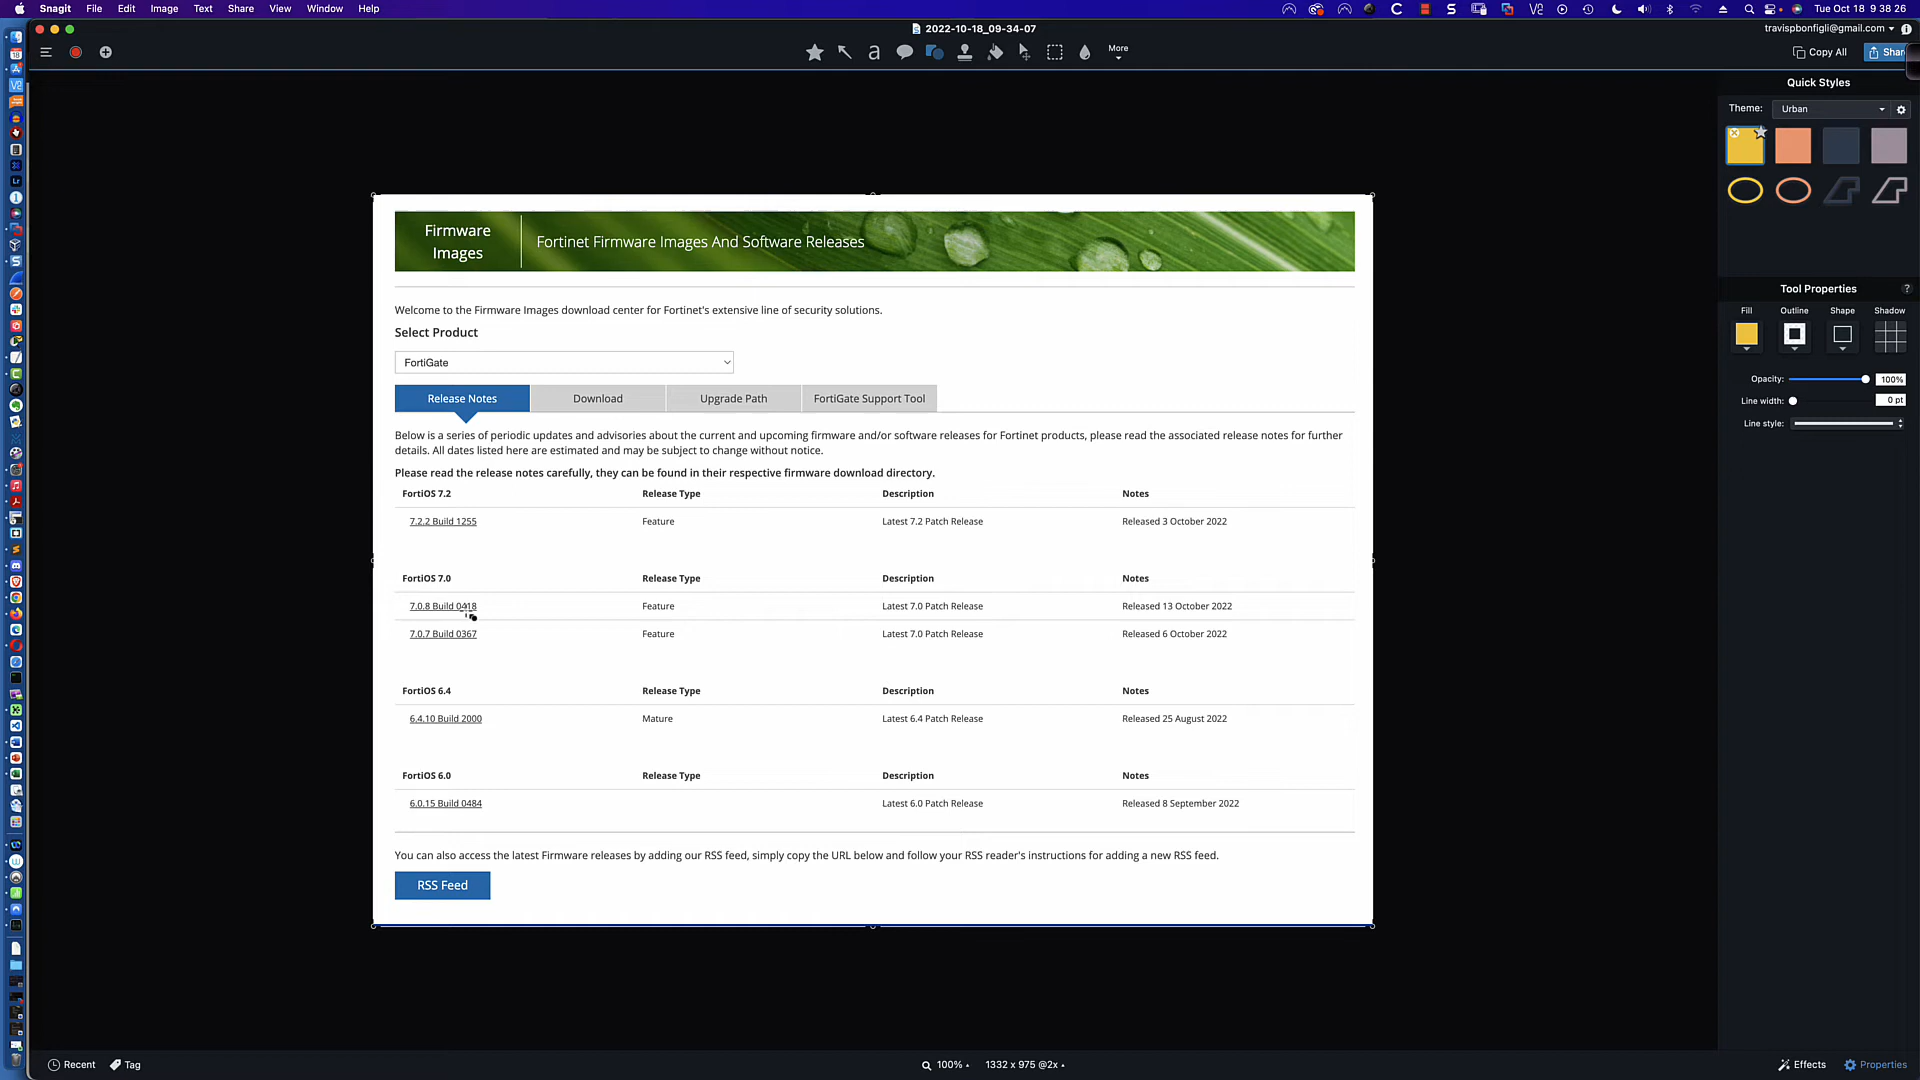 Snagit File Edit Image Text Share View Window Help Tue Oct 18 9 38 26
2022-10-18_09-34-07
travispbonfigli@gmail.com
More
Copy All
Quick Styles
Theme: Urban
Firmware
Images
Fortinet Firmware Images And Software Releases
Welcome to the Firmware Images download center for Fortinet's extensive line of security solutions.
Select Product
FortiGate
Release Notes Download Upgrade Path FortiGate Support Tool
Below is a series of periodic updates and advisories about the current and upcoming firmware and/or software releases for Fortinet products, please read the associated release notes for further
details. All dates listed here are estimated and may be subject to change without notice.
Please read the release notes carefully, they can be found in their respective firmware download directory.
FortiOS 7.2 Release Type Description Notes
7.2.2 Build 1255 Feature Latest 7.2 Patch Release Released 3 October 2022
FortiOS 7.0 Release Type Description Notes
7.0.8 Build 0418 Feature Latest 7.0 Patch Release Released 13 October 2022
7.0.7 Build 0367 Feature Latest 7.0 Patch Release Released 6 October 2022
FortiOS 6.4 Release Type Description Notes
6.4.10 Build 2000 Mature Latest 6.4 Patch Release Released 25 August 2022
FortiOS 6.0 Release Type Description Notes
6.0.15 Build 0484 Latest 6.0 Patch Release Released 8 September 2022
You can also access the latest Firmware releases by adding our RSS feed, simply copy the URL below and follow your RSS reader's instructions for adding a new RSS feed.
RSS Feed
Tool Properties ?
Fill Outline Shape Shadow
Opacity: 100%
Line width: 0 pt
Line style:
Recent Tag
100% 1332 x 975 @2x
Effects Properties